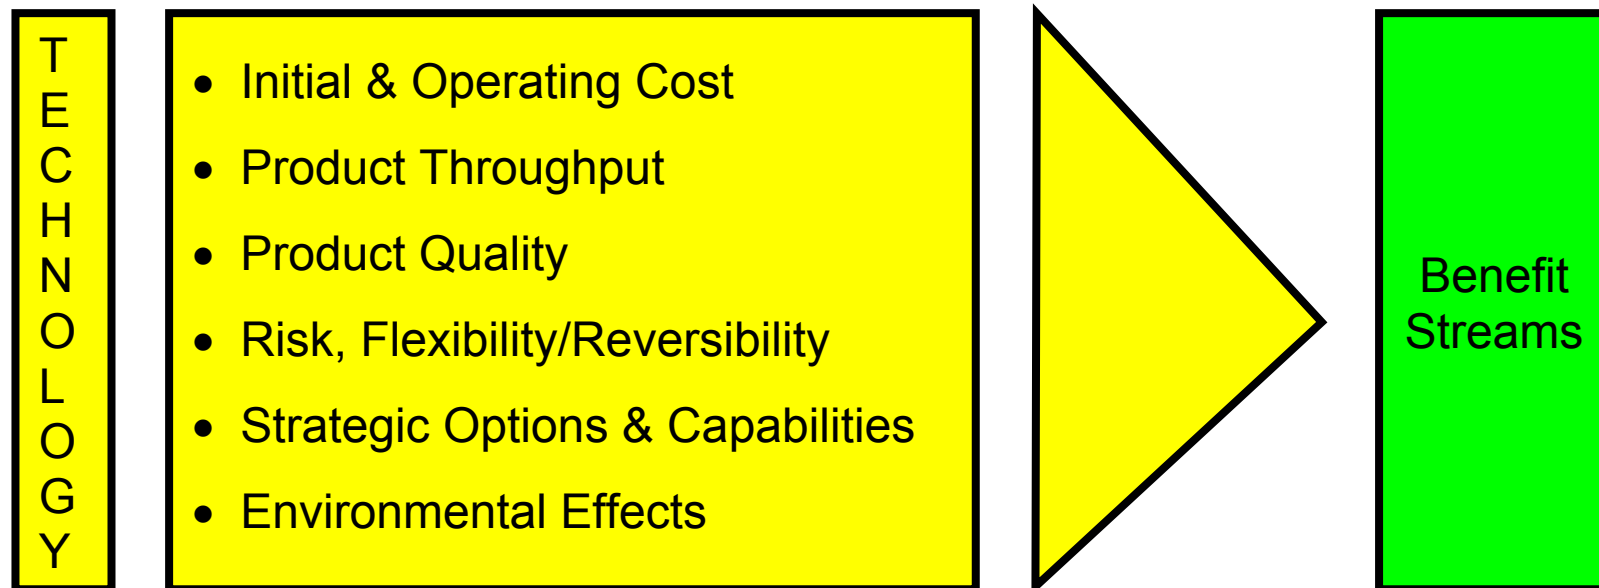 TECHNOLOGY
• Initial & Operating Cost
• Product Throughput
• Product Quality
• Risk, Flexibility/Reversibility
• Strategic Options & Capabilities
• Environmental Effects
Benefit
Streams